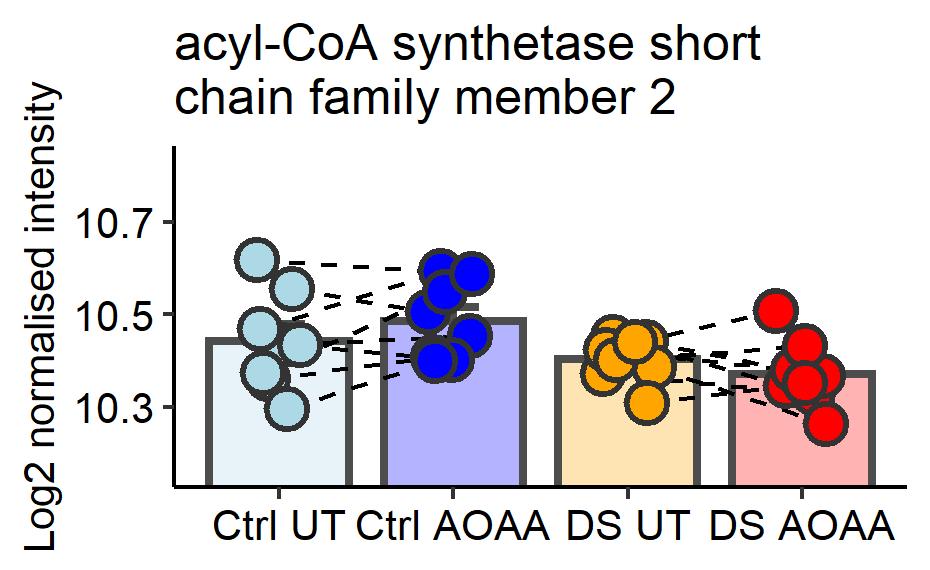 acyl-CoA synthetase short
chain family member 2
Log2 normalised intensity
10.7
10.5
10.3
Ctrl UT Ctrl AOAA DS UT DS AOAA